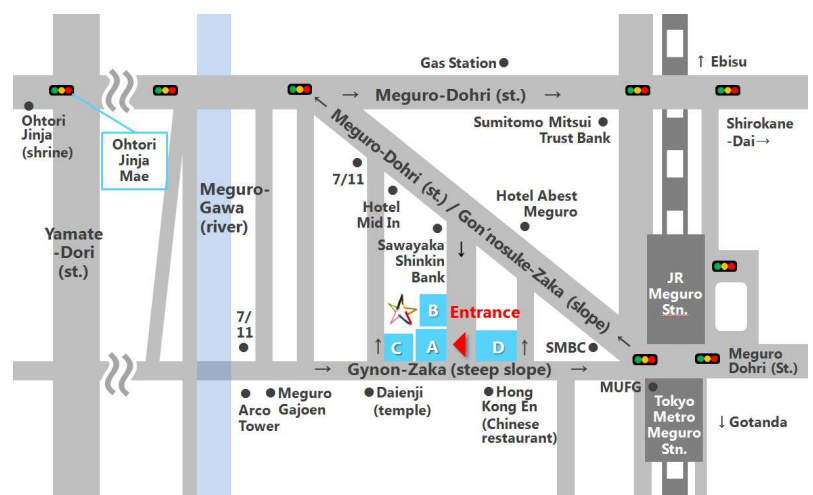 Gas Station
↑ Ebisu
→ Meguro-Dohri (st.) →
Ohtori
Jinja
(shrine)
Ohtori
Jinja
Mae
Sumitomo Mitsui
Trust Bank
Shirokane
-Dai→
← Meguro-Dohri (st.) / Gon'nosuke-Zaka (slope) ←
7/11
Hotel
Mid In
Hotel Abest
Meguro
Meguro-
Gawa
(river)
Yamate
-Dori
(st.)
Sawayaka
Shinkin
Bank
↓
JR
Meguro
Stn.
B
Entrance
7/
11
↑
C
A
D
↑
SMBC
Meguro
Dohri (St.)
→ Gynon-Zaka (steep slope) →
MUFG
Arco
Tower
Meguro
Gajoen
Daienji
(temple)
Hong
Kong En
(Chinese
restaurant)
Tokyo
Metro
Meguro
Stn.
↓Gotanda